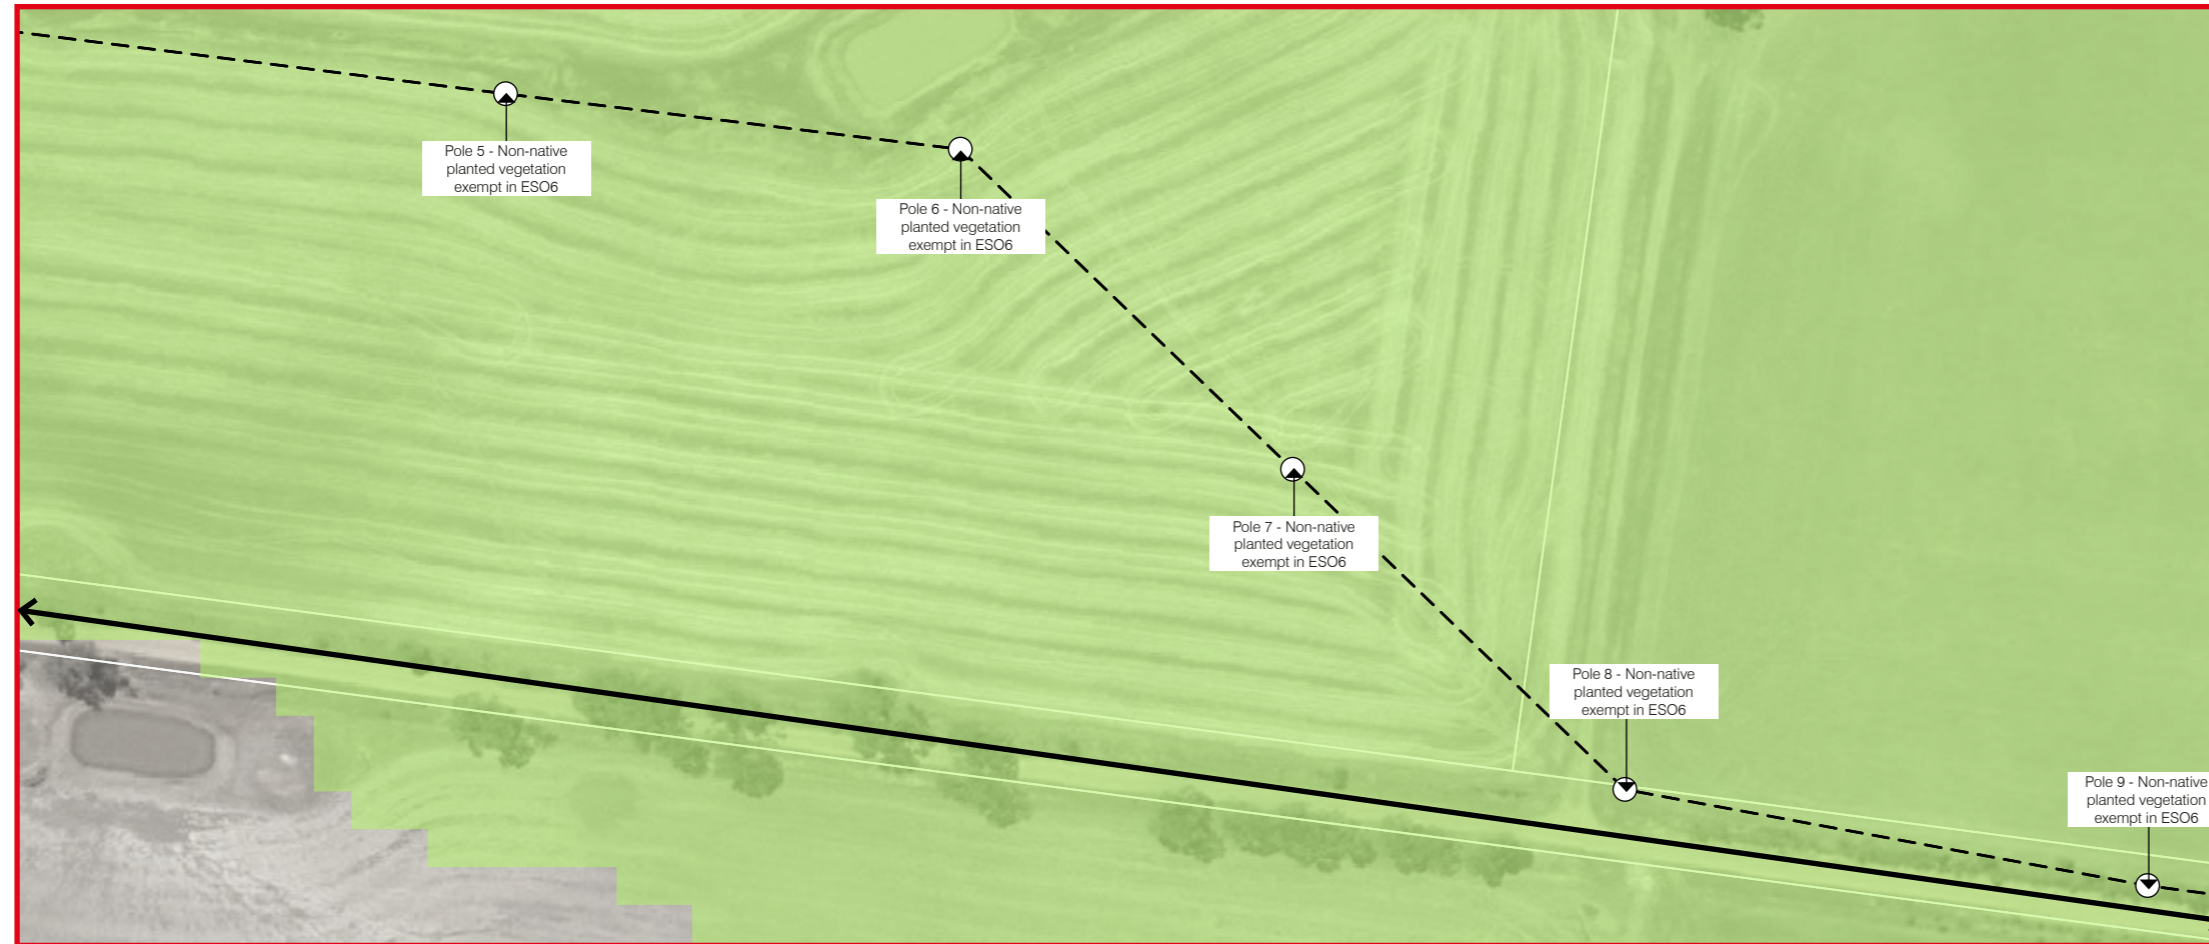 Pole 5 - Non-native
planted vegetation
exempt in ESO6
Pole 6 - Non-native
planted vegetation
exempt in ESO6
Pole 7 - Non-native
planted vegetation
exempt in ESO6
Pole 8 - Non-native
planted vegetation
exempt in ESO6
Pole 9 - Non-native
planted vegetation
exempt in ESO6